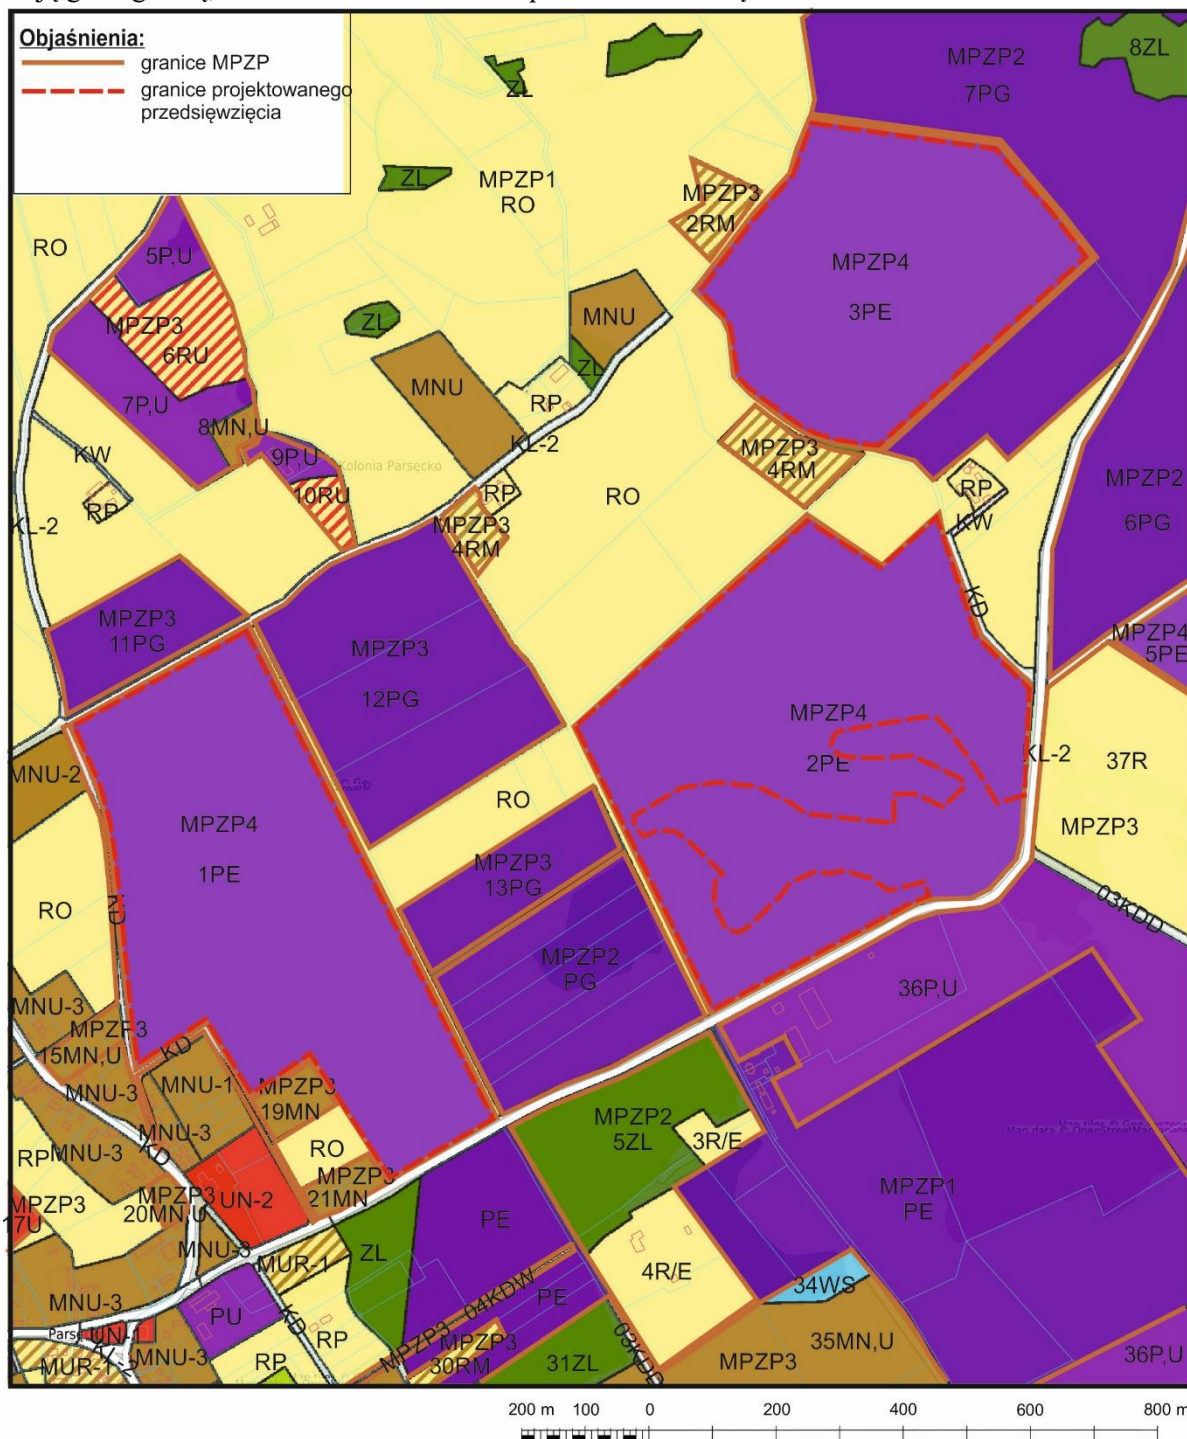 Objaśnienia:
granice MPZP
granice projektowanego
przedsięwzięcia
MPZP2
7PG
8ZL
ZL
ZL
MPZP1
RO
MPZP3
2RM
RO
5P,U
MPZP4
3PE
MPZP3
6RU
ZL
MNU
MNU
ZL
7P,U
8MN,U
RP
KL-2
9P,U
Kolonia Parsęcko
KW
10RU
RP
KL-2
RP
RO
MPZP3
4RM
MPZP3
4RM
RP
KW
MPZP2
6PG
KD
MPZP3
11PG
MPZP3
12PG
MPZP4
5PE
MPZP4
2PE
KL-2
37R
MPZP3
MNU-2
RO
MPZP4
1PE
MPZP3
13PG
RO
KD
03KDD
MPZP2
PG
36P,U
MNU-3
MPZP3
15MN,U
KD
MNU-3
MNU-1
MPZP3
19MN
MPZP2
5ZL
3R/E
MNU-3
KD
RO
RP
MNU-3
MPZP3
17U
MPZP3
20MN,U
UN-2
MPZP3
21MN
MPZP1
PE
PE
MNU-3
ZL
MUR-1
4R/E
34WS
04KDW
PE
MNU-3
PU
KD
RP
MPZP3
MPZP3
30RM
03KDD
35MN,U
UN-1
MNU-3
MUR-1
RP
31ZL
MPZP3
36P,U
200 m 100 0 200 400 600 800 m